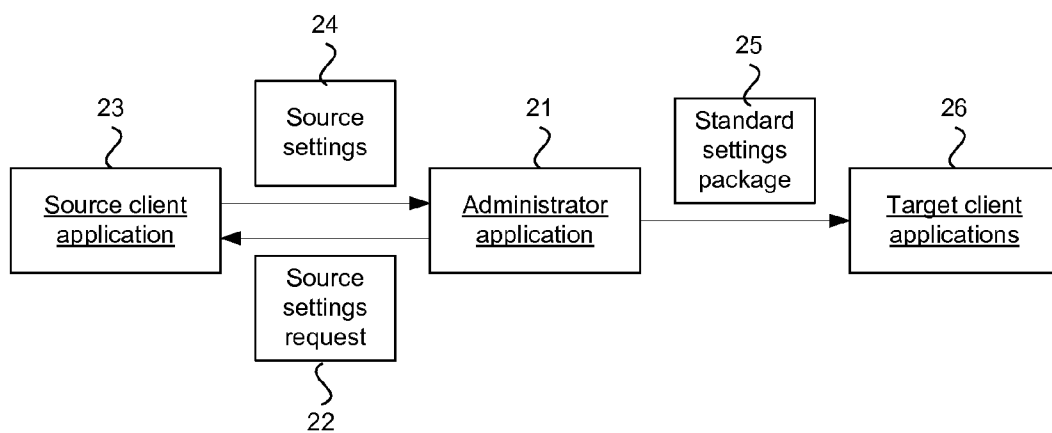 24
Source
settings
25
Standard
settings
package
23
Source client
application
21
Administrator
application
26
Target client
applications
Source
settings
request
22